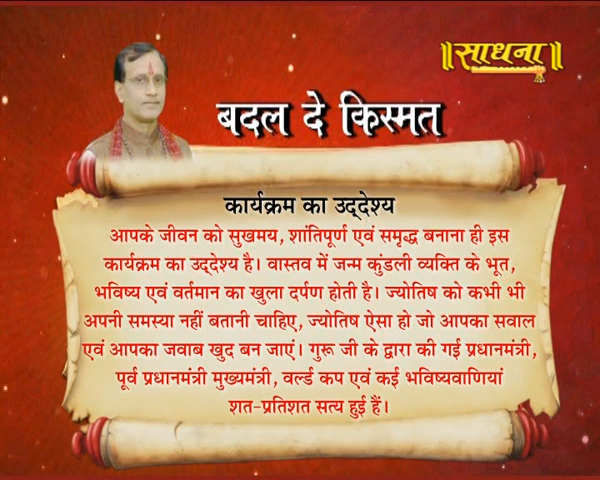 ॥साधना॥
बदल दे किस्मत
कार्यक्रम का उद्देश्य
आपके जीवन को सुखमय, शांतिपूर्ण एवं समृद्ध बनाना ही इस
कार्यक्रम का उद्देश्य है। वास्तव में जन्म कुंडली व्यक्ति के भूत,
भविष्य एवं वर्तमान का खुला दर्पण होती है। ज्योतिष को कभी भी
अपनी समस्या नहीं बतानी चाहिए, ज्योतिष ऐसा हो जो आपका सवाल
एवं आपका जवाब खुद बन जाएं। गुरू जी के द्वारा की गई प्रधानमंत्री,
पूर्व प्रधानमंत्री मुख्यमंत्री, वर्ल्ड कप एवं कई भविष्यवाणियां
शत-प्रतिशत सत्य हुई हैं।